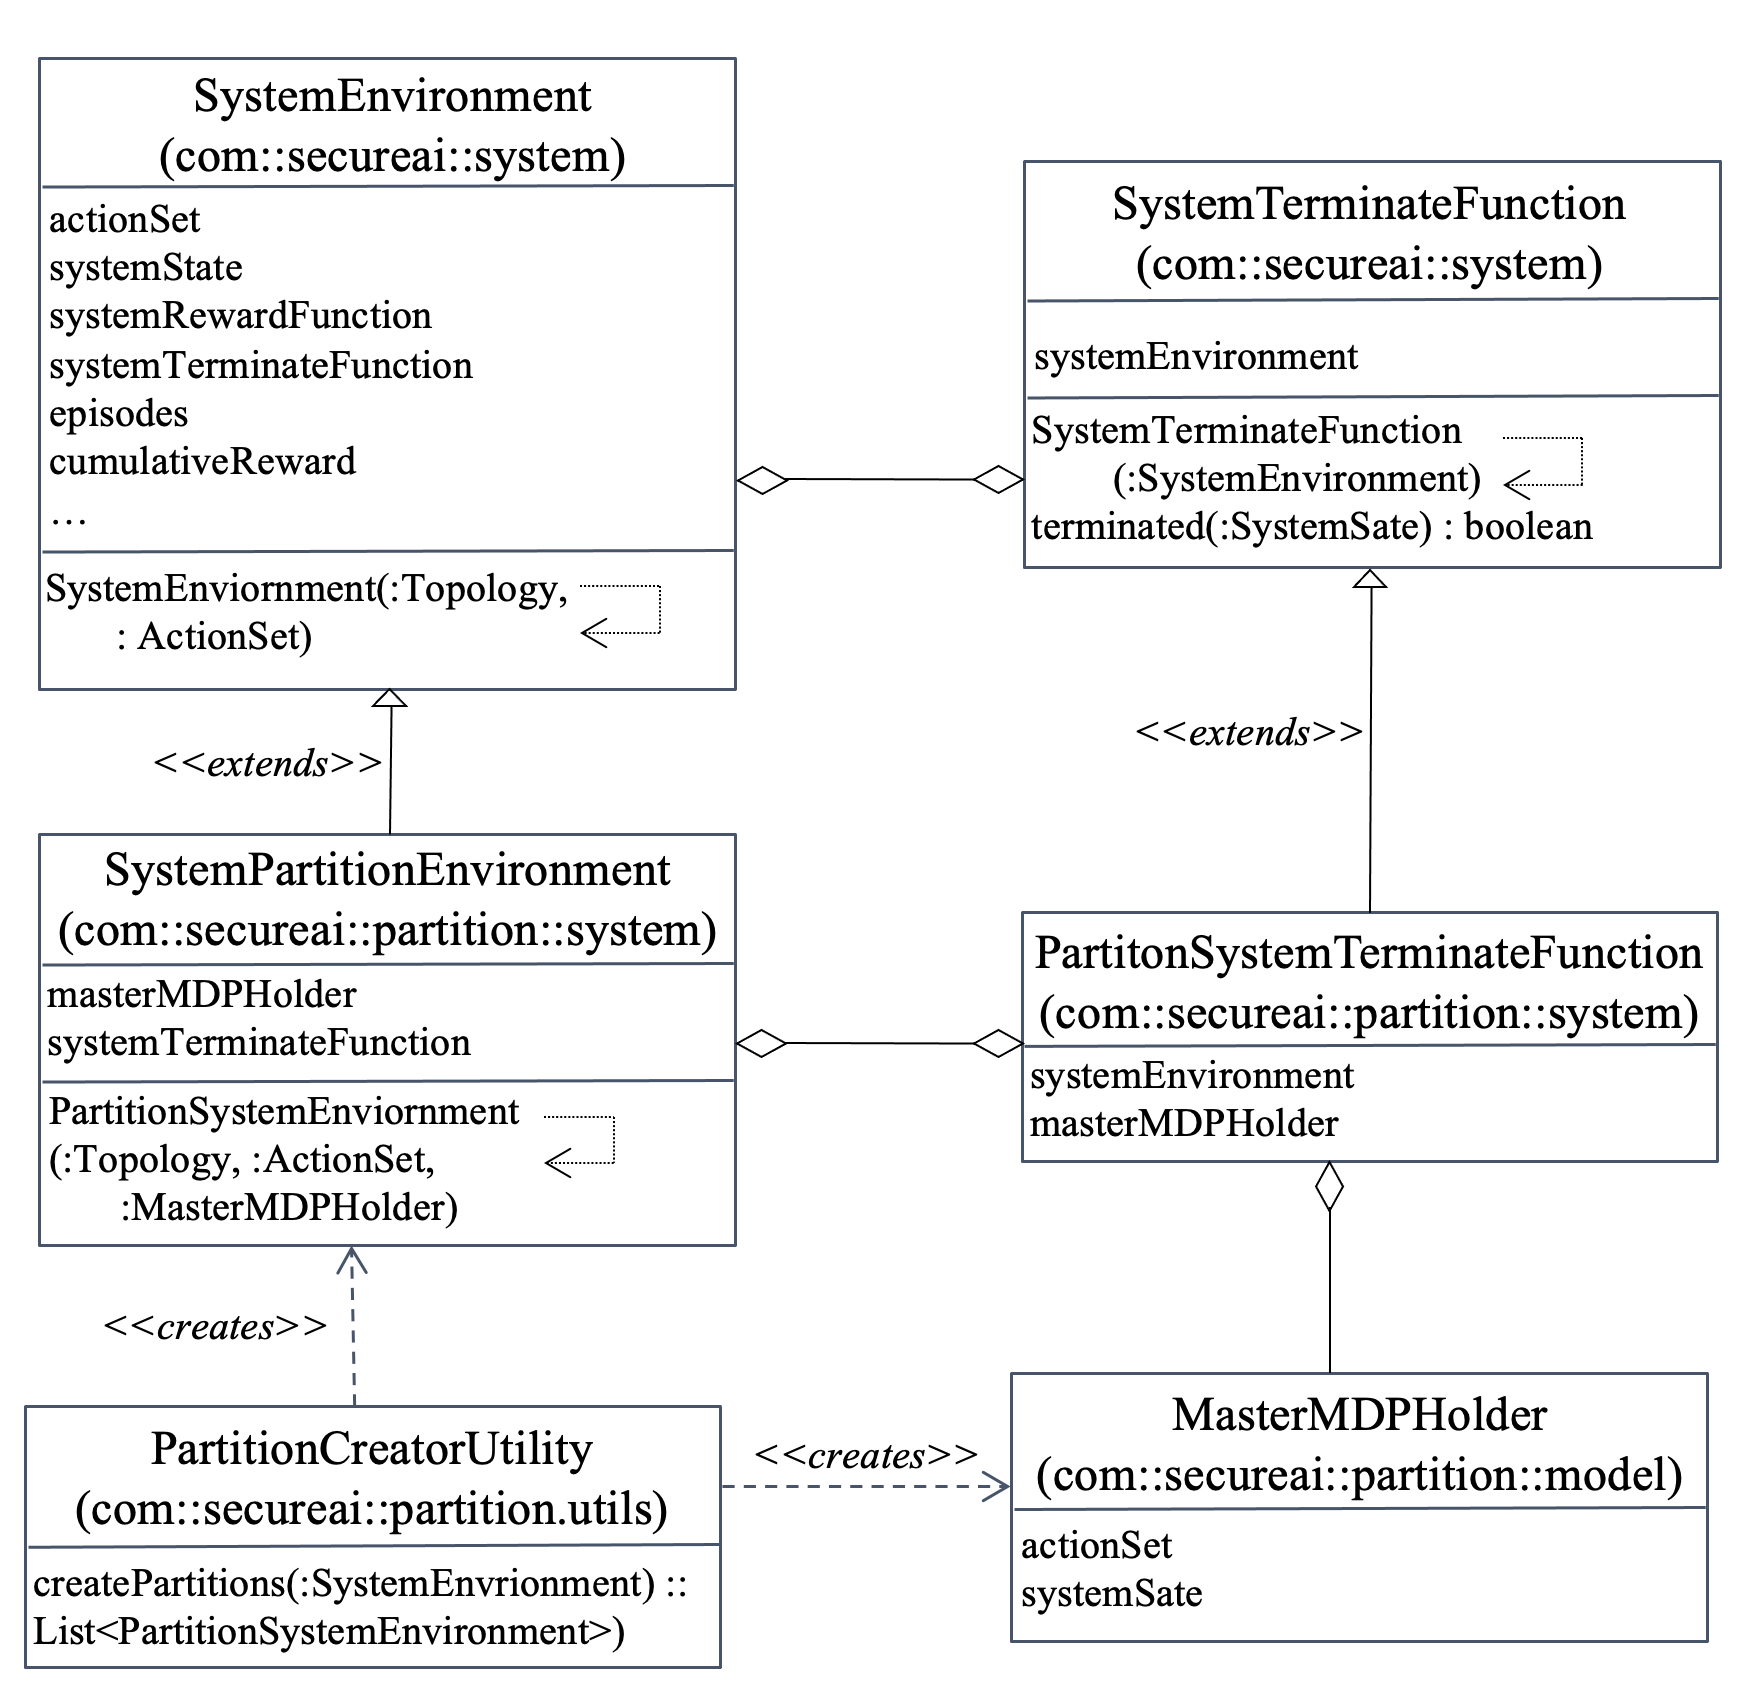 SystemEnvironment
(com::secureai::system)
actionSet
systemState
systemRewardFunction
systemTerminateFunction
episodes
cumulativeReward
…
SystemEnviornment(:Topology,
: ActionSet)
SystemTerminateFunction
(com::secureai::system)
systemEnvironment
SystemTerminateFunction
(:SystemEnvironment)
terminated(:SystemSate) : boolean
<<extends>>
<<extends>>
SystemPartitionEnvironment
(com::secureai::partition::system)
masterMDPHolder
systemTerminateFunction
PartitionSystemEnviornment
(:Topology, :ActionSet,
:MasterMDPHolder)
PartitonSystemTerminateFunction
(com::secureai::partition::system)
systemEnvironment
masterMDPHolder
<<creates>>
PartitionCreatorUtility
(com::secureai::partition.utils)
createPartitions(:SystemEnvrionment) ::
List<PartitionSystemEnvironment>)
<<creates>>
MasterMDPHolder
(com::secureai::partition::model)
actionSet
systemSate